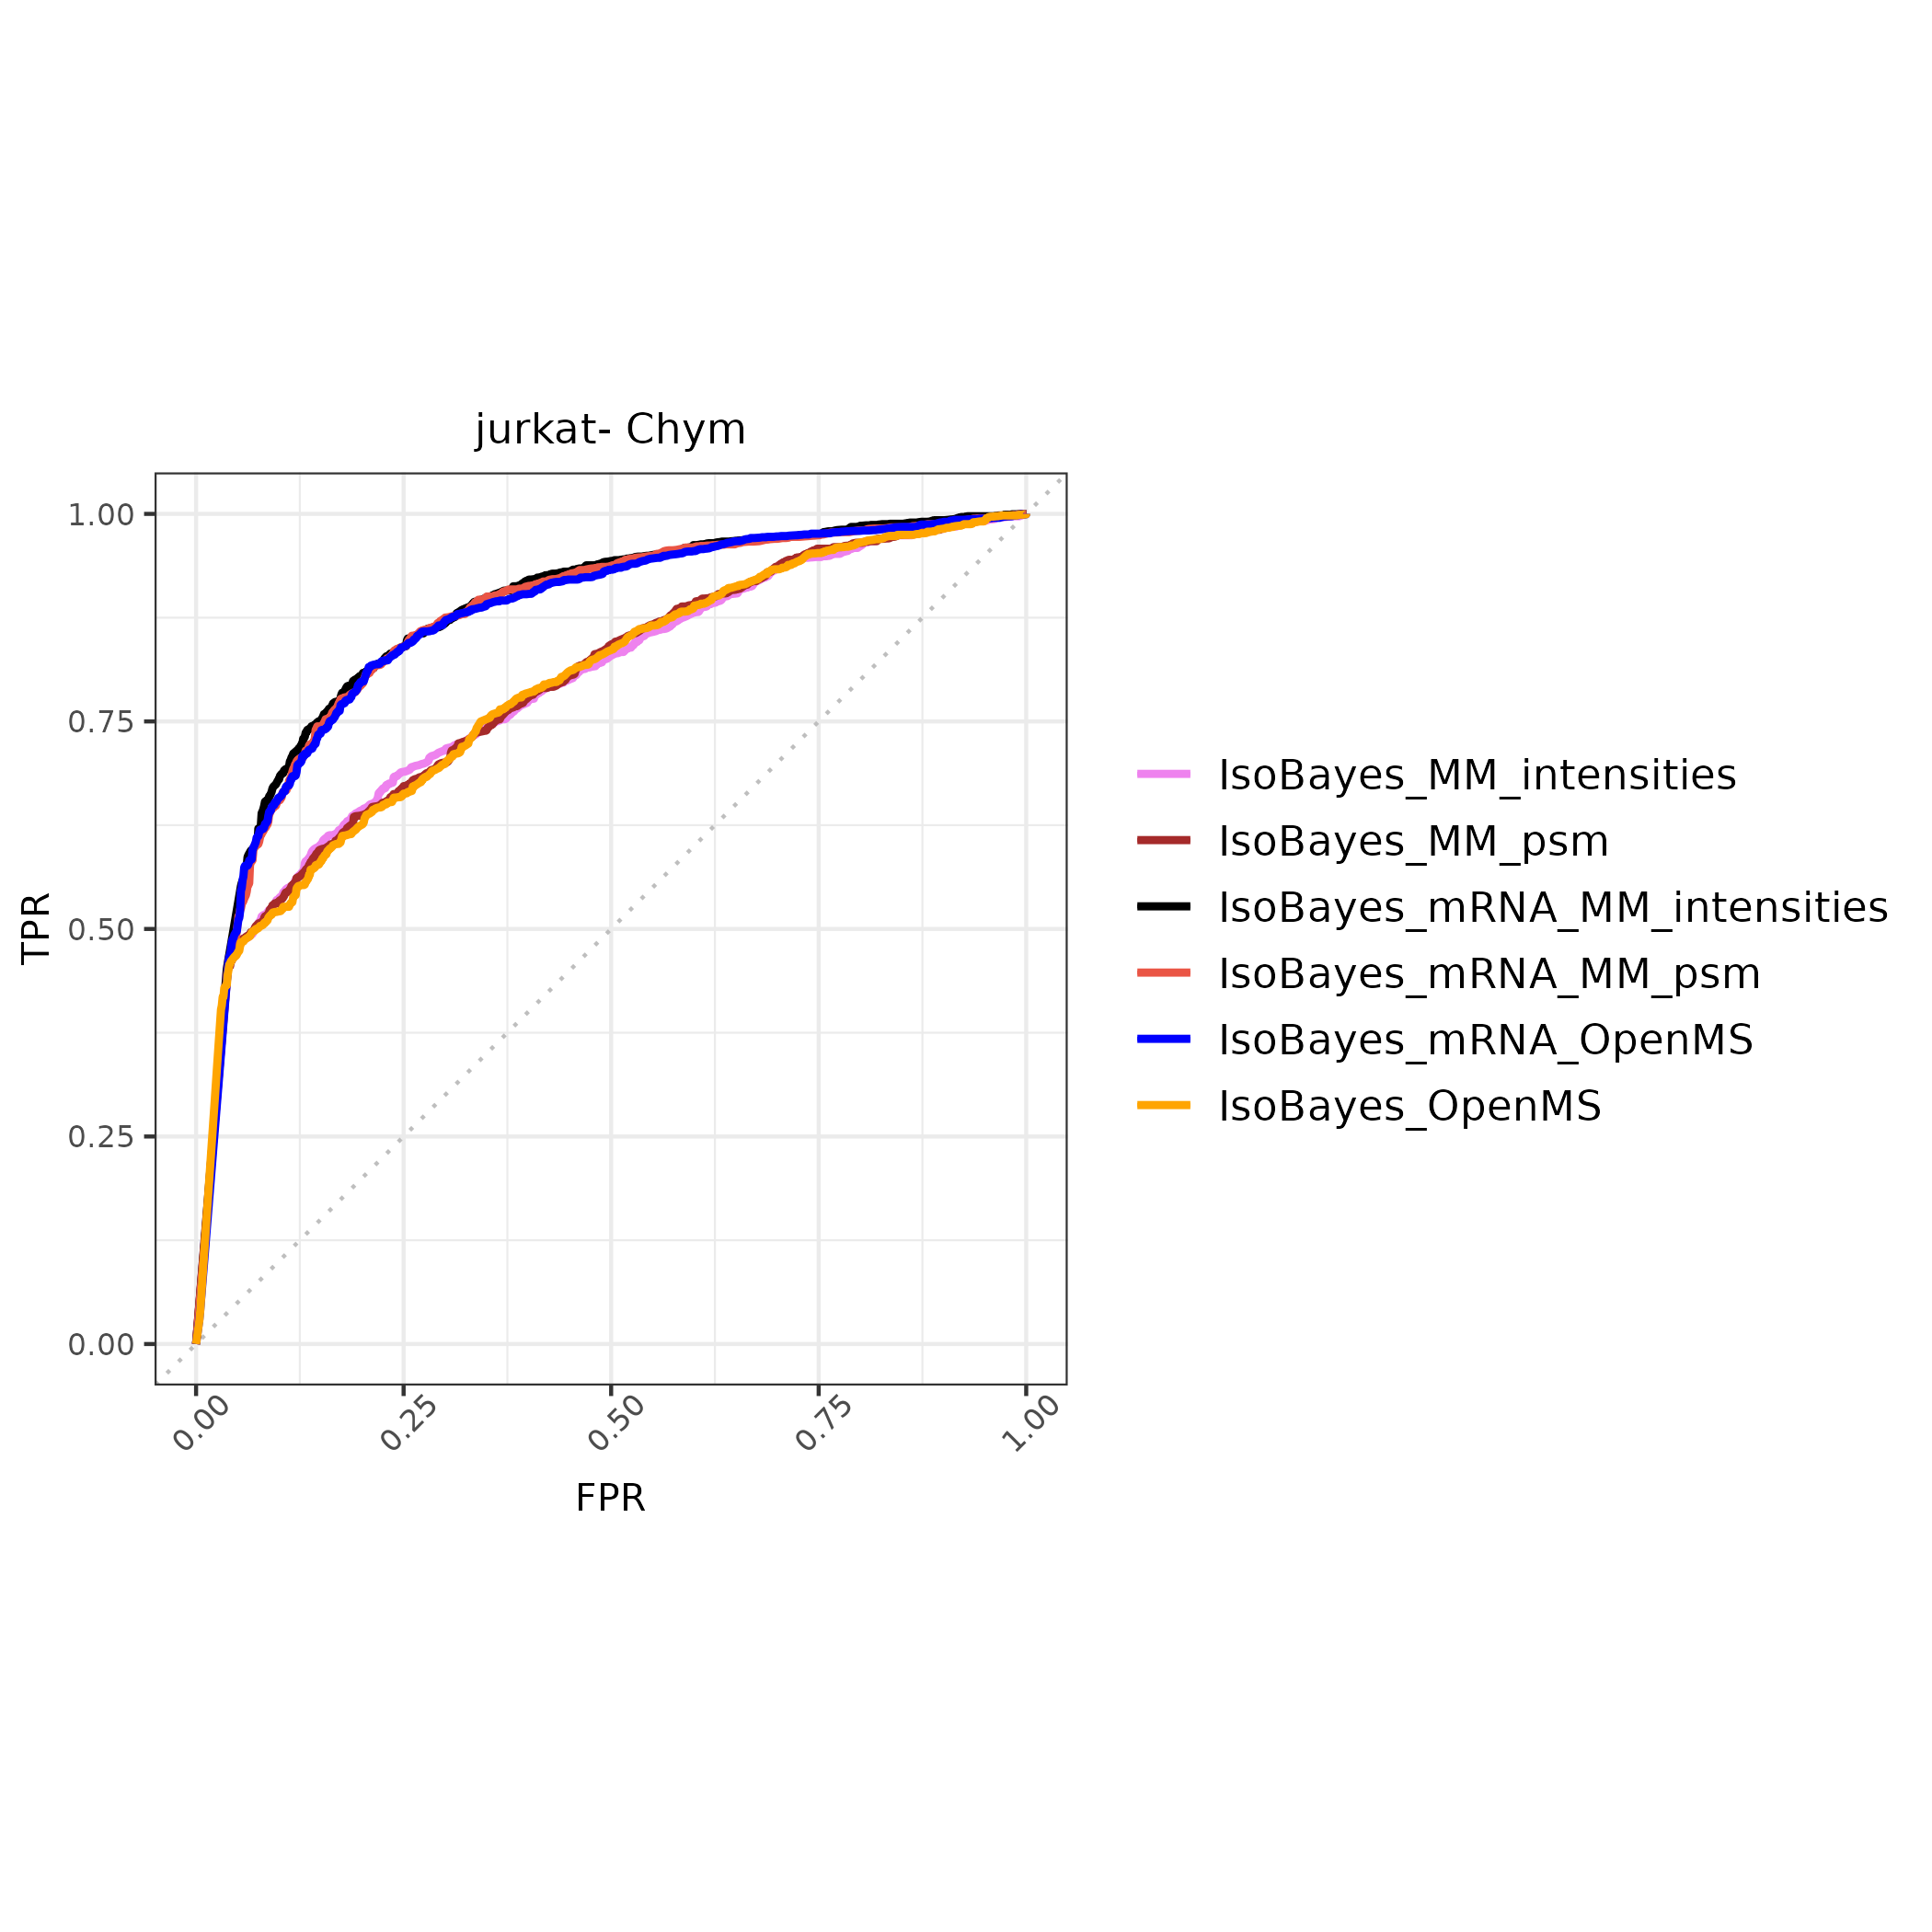 jurkat- Chym
TPR
1.00
0.75
0.50
0.25
0.00
0.00
0.25
0.50
0.75
1.00
FPR
IsoBayes_MM_intensities
IsoBayes_MM_psm
IsoBayes_mRNA_MM_intensities
IsoBayes_mRNA_MM_psm
IsoBayes_mRNA_OpenMS
IsoBayes_OpenMS